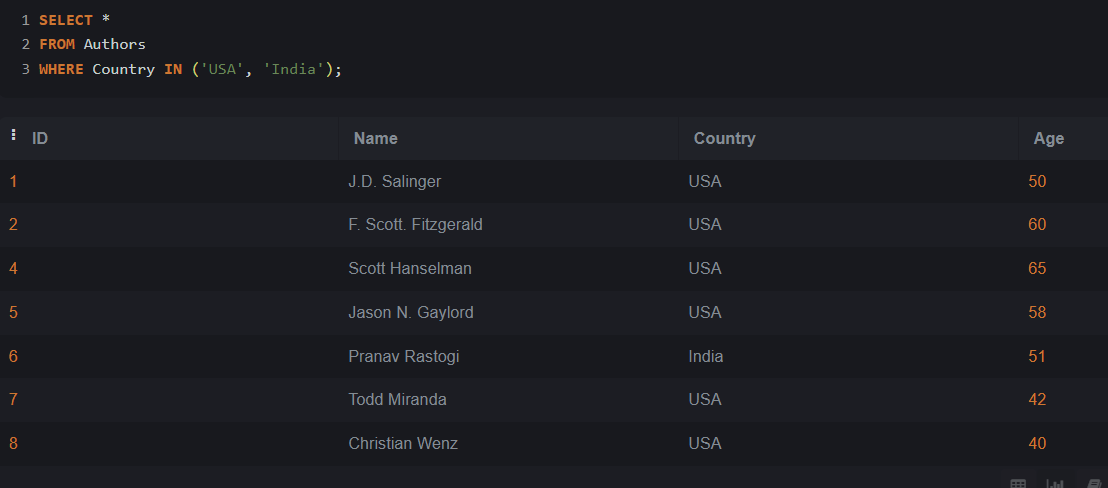 1 SELECT *
2 FROM Authors
3 WHERE Country IN ('USA', 'India');
ID Name Country Age
1 J.D. Salinger USA 50
2 F. Scott. Fitzgerald USA 60
4 Scott Hanselman USA 65
5 Jason N. Gaylord USA 58
6 Pranav Rastogi India 51
7 Todd Miranda USA 42
8 Christian Wenz USA 40